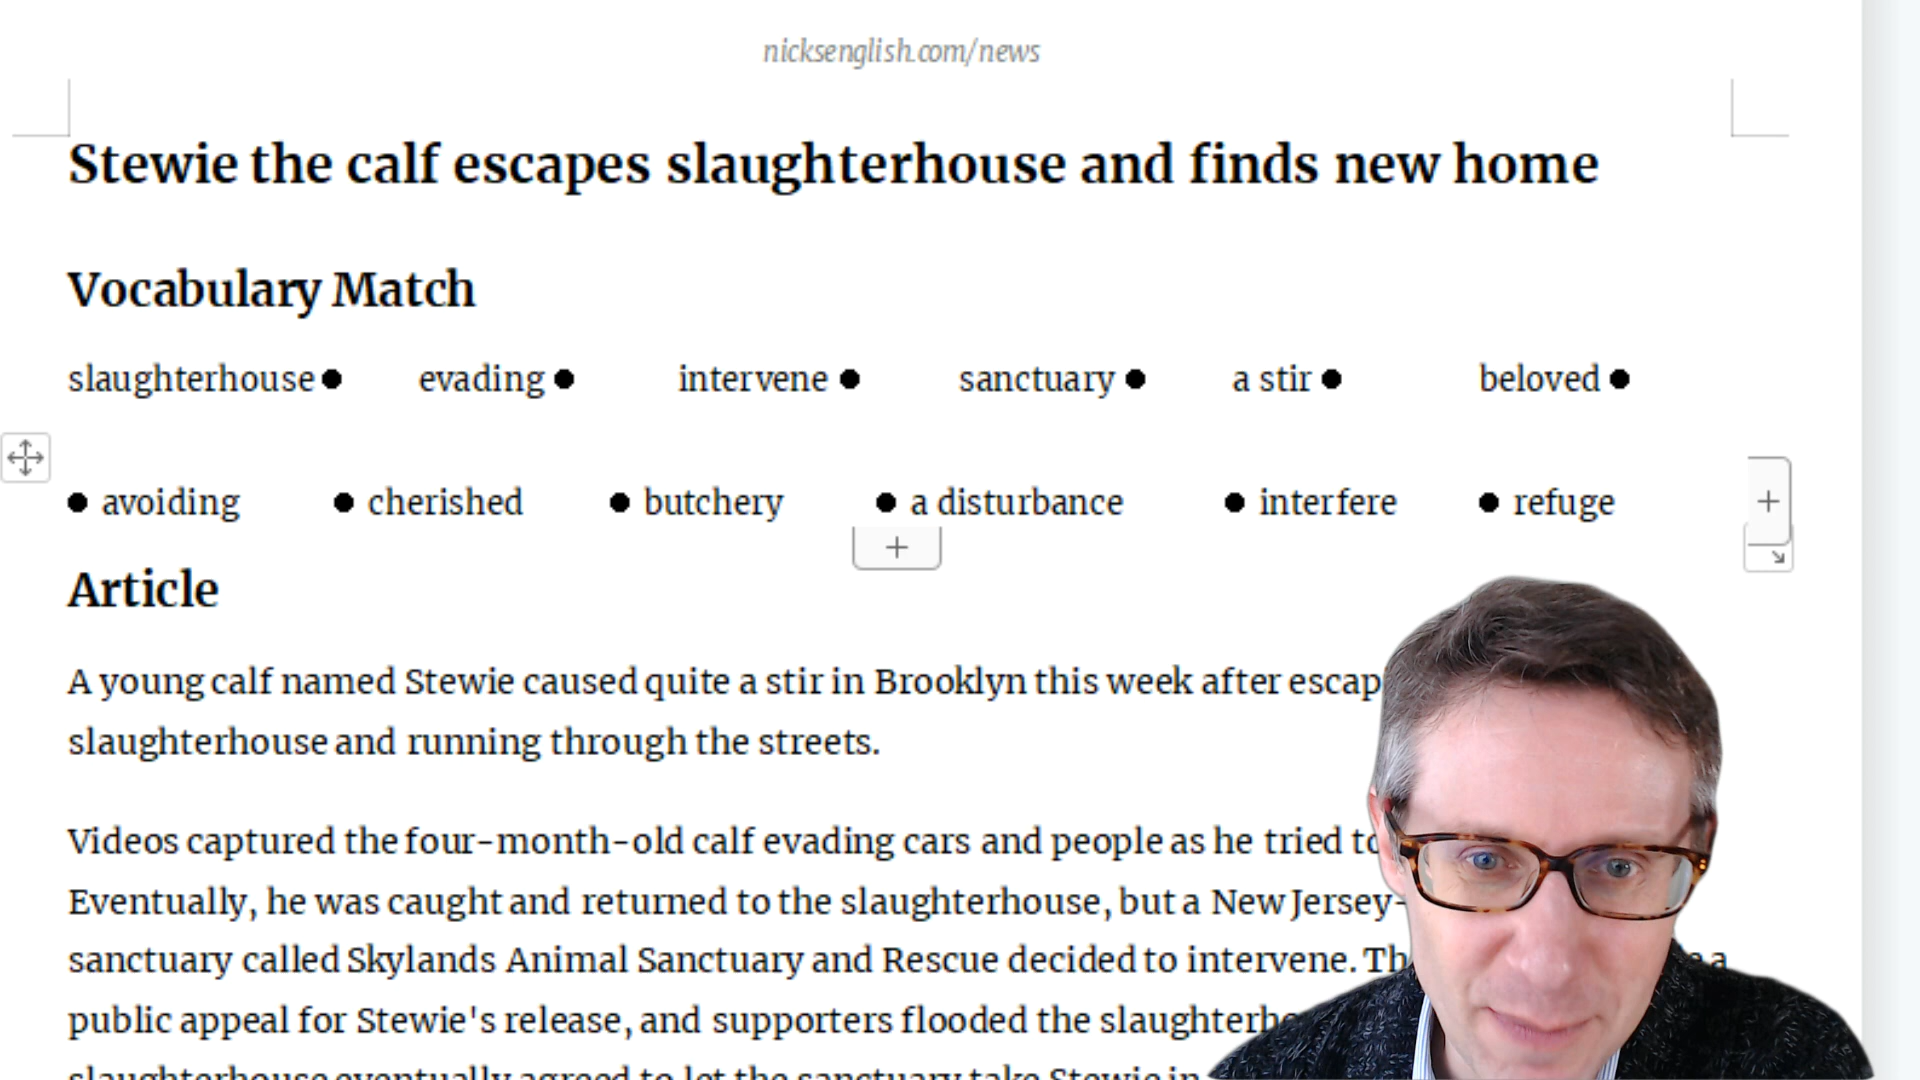 nicksenglish.com/news
Stewie the calf escapes slaughterhouse and finds new home
Vocabulary Match
slaughterhouse● evading● intervene● sanctuary● a stir● beloved●
● avoiding ● cherished ● butchery ● a disturbance ● interfere ● refuge
Article
A young calf named Stewie caused quite a stir in Brooklyn this week after
slaughterhouse and running through the streets.
Videos captured the four-month-old calf evading cars and people as he tried
Eventually, he was caught and returned to the slaughterhouse, but a New Jersey-
sanctuary called Skylands Animal Sanctuary and Rescue decided to intervene. a
public appeal for Stewie's release, and supporters flooded the
slaughterhouse eventually agreed to let the sanctuary take Stewie in